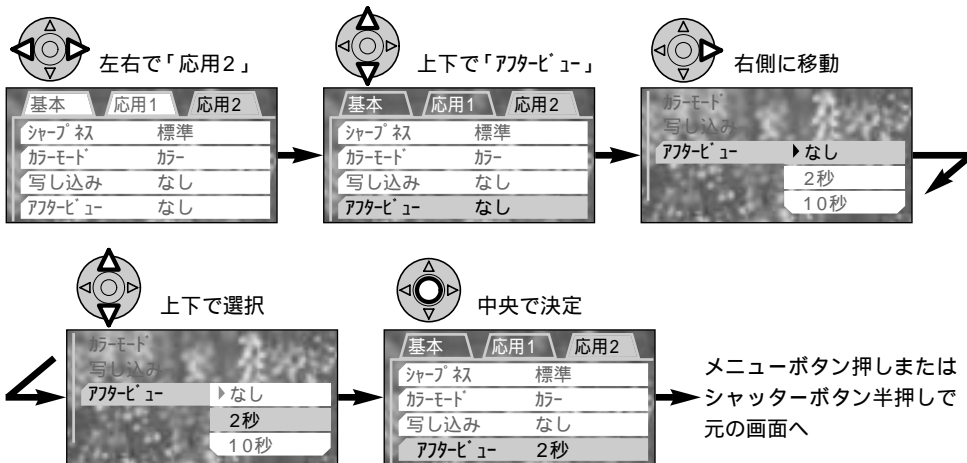 左右で「応用2」
基本 応用1 応用2
シャープネス 標準
カラーモード カラー
写し込み なし
アフタービュー なし
上下で「アフタービュー」
基本 応用1 応用2
シャープネス 標準
カラーモード カラー
写し込み なし
アフタービュー なし
右側に移動
カラーモード
写し込み
アフタービュー なし
2秒
10秒
上下で選択
カラーモード
写し込み
アフタービュー なし
2秒
10秒
中央で決定
基本 応用1 応用2
シャープネス 標準
カラーモード カラー
写し込み なし
アフタービュー 2秒
メニューボタン押しまたは
シャッターボタン半押しで
元の画面へ